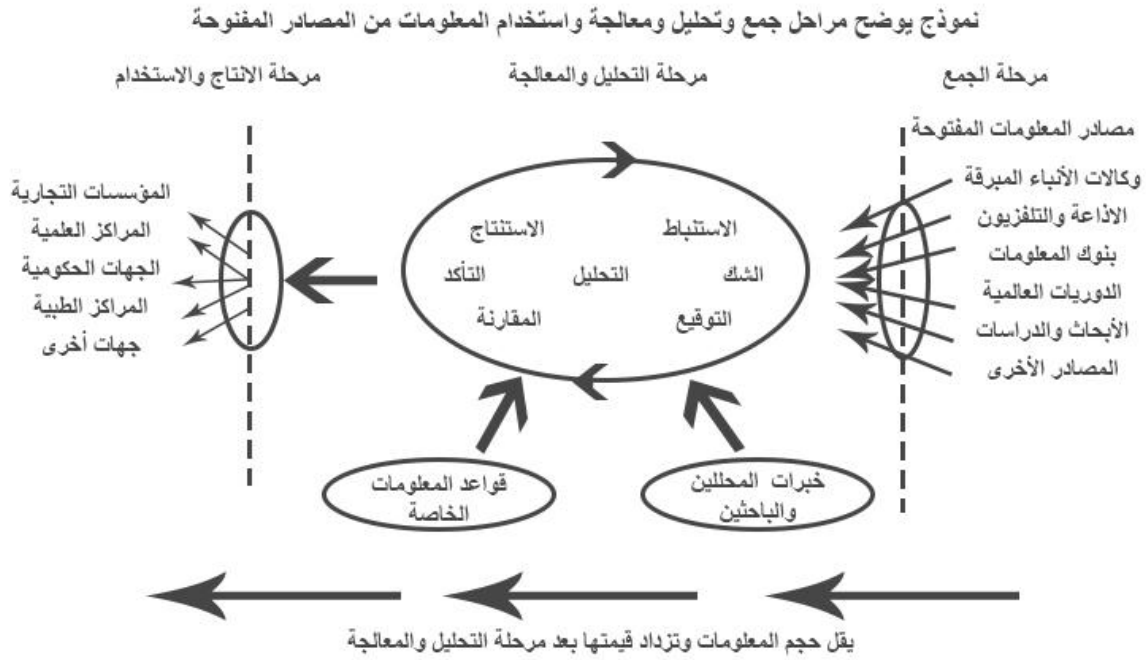 نموذج يوضح مراحل جمع وتحليل ومعالجة واستخدام المعلومات من المصادر المفنوحة
مرحلة الجمع
مرحلة التحليل والمعالجة
مرحلة الانتاج والاستخدام
مصادر المعلومات المفتوحة
وكالات الأنباء المبرقة
الاذاعة والتلفزيون
بنوك المعلومات
الدوريات العالمية
الأبحاث والدراسات
المصادر الأخرى
الاستنباط
الاستنتاج
الشك
التحليل
التأكد
التوقيع
المقارنة
المؤسسات التجارية
المراكز العلمية
الجهات الحكومية
المراكز الطبية
جهات أخرى
خبرات المحللين
والباحثين
قواعد المعلومات
الخاصة
يقل حجم المعلومات وتزداد قيمتها بعد مرحلة التحليل والمعالجة